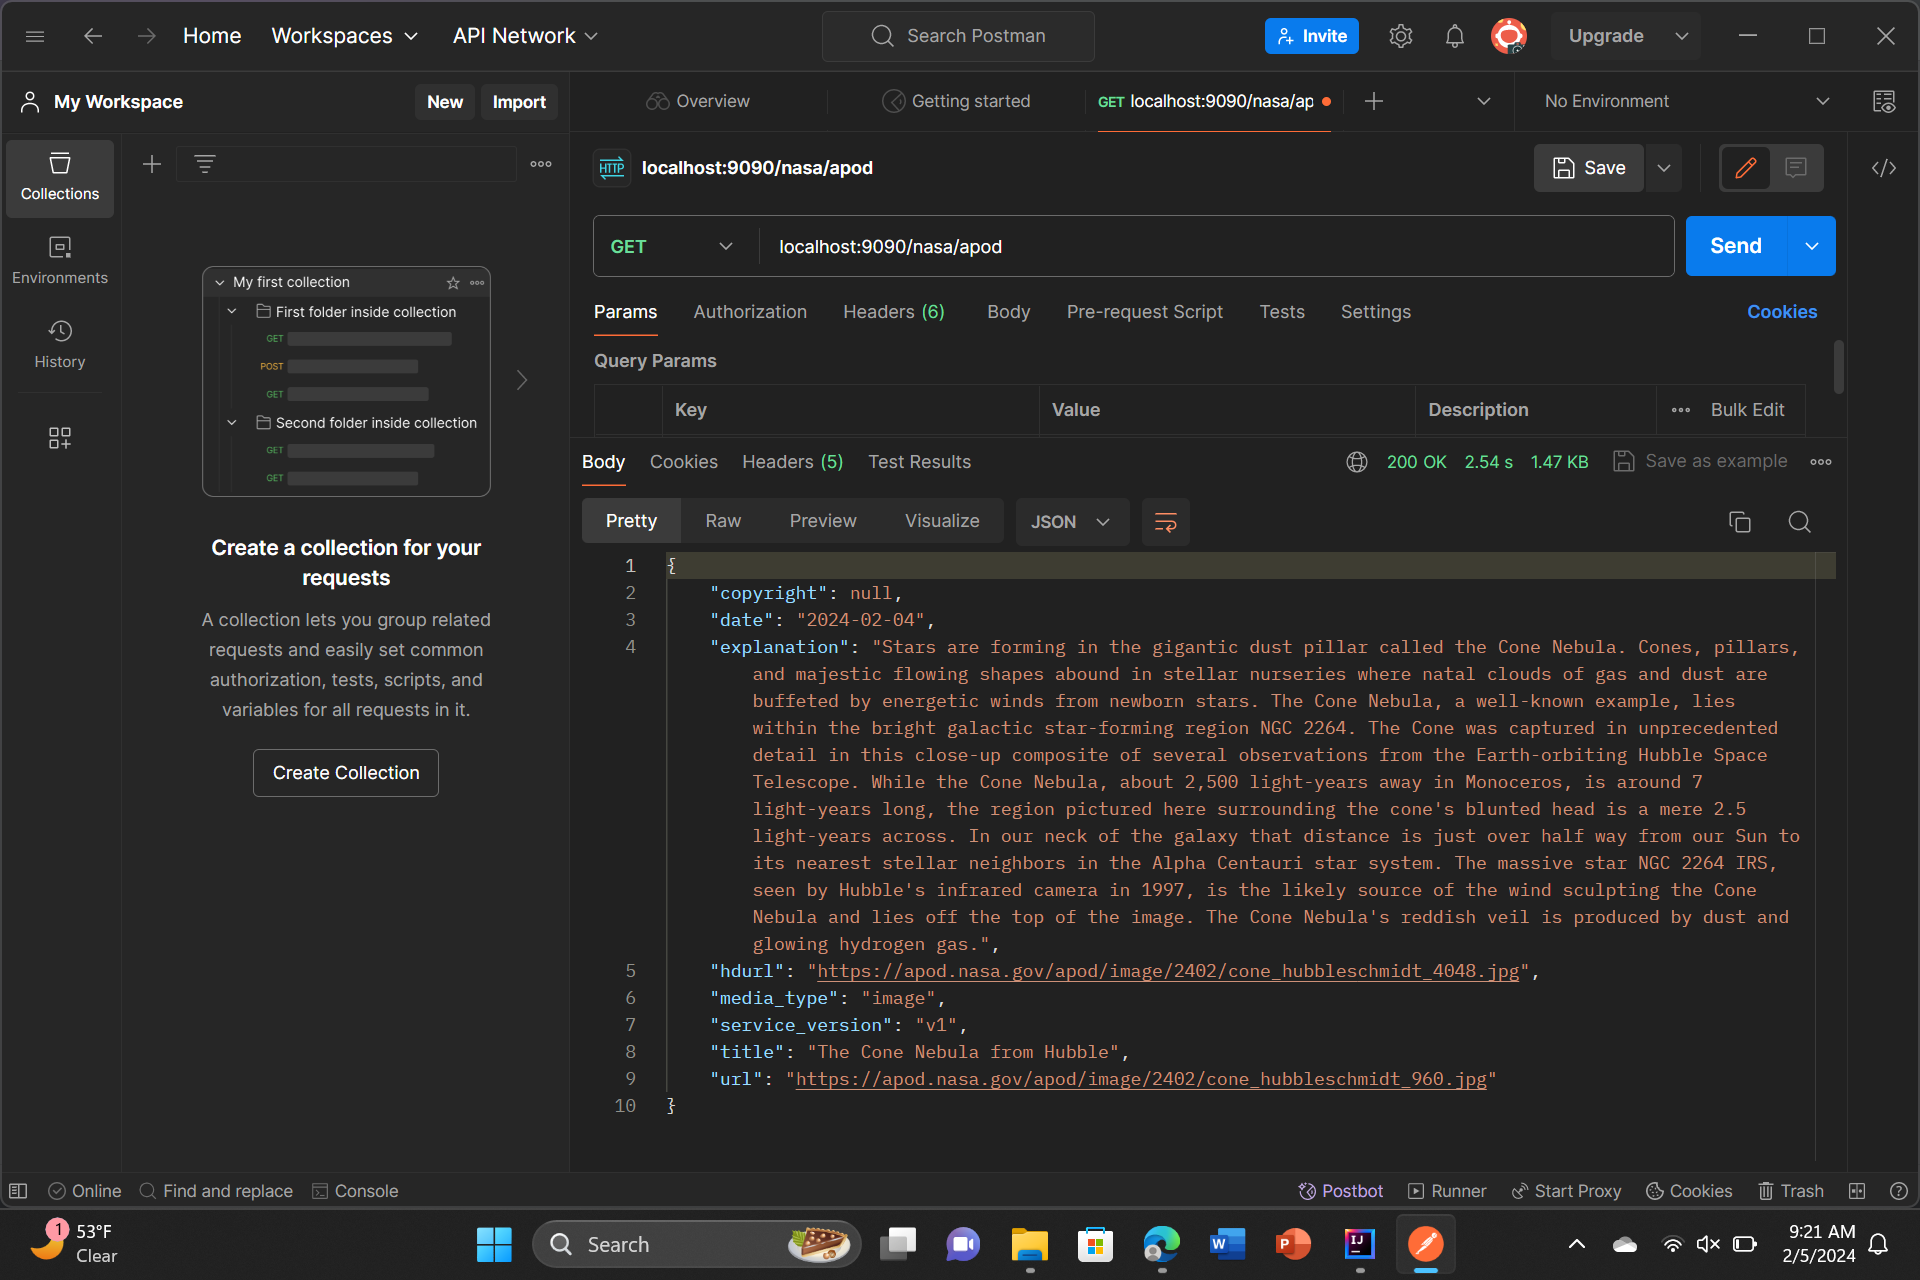 Home
Workspaces
API Network
Search Postman
Invite
Upgrade
My Workspace
New
Import
Overview
Getting started
GET localhost:9090/nasa/ap
No Environment
Collections
Environments
History
My first collection
First folder inside collection
GET
POST
GET
Second folder inside collection
GET
GET
Create a collection for your
requests
A collection lets you group related
requests and easily set common
authorization, tests, scripts, and
variables for all requests in it.
Create Collection
HTTP
localhost:9090/nasa/apod
Save
GET
localhost:9090/nasa/apod
Send
Params
Authorization
Headers (6)
Body
Pre-request Script
Tests
Settings
Cookies
Query Params
Key
Value
Description
Bulk Edit
Body
Cookies
Headers (5)
Test Results
200 OK
2.54 s
1.47 KB
Save as example
Pretty
Raw
Preview
Visualize
JSON
1 {
2 "copyright": null,
3 "date": "2024-02-04",
4 "explanation": "Stars are forming in the gigantic dust pillar called the Cone Nebula. Cones, pillars,
and majestic flowing shapes abound in stellar nurseries where natal clouds of gas and dust are
buffeted by energetic winds from newborn stars. The Cone Nebula, a well-known example, lies
within the bright galactic star-forming region NGC 2264. The Cone was captured in unprecedented
detail in this close-up composite of several observations from the Earth-orbiting Hubble Space
Telescope. While the Cone Nebula, about 2,500 light-years away in Monoceros, is around 7
light-years long, the region pictured here surrounding the cone's blunted head is a mere 2.5
light-years across. In our neck of the galaxy that distance is just over half way from our Sun to
its nearest stellar neighbors in the Alpha Centauri star system. The massive star NGC 2264 IRS,
seen by Hubble's infrared camera in 1997, is the likely source of the wind sculpting the Cone
Nebula and lies off the top of the image. The Cone Nebula's reddish veil is produced by dust and
glowing hydrogen gas.",
5 "hdurl": "https://apod.nasa.gov/apod/image/2402/cone_hubbleschmidt_4048.jpg",
6 "media_type": "image",
7 "service_version": "v1",
8 "title": "The Cone Nebula from Hubble",
9 "url": "https://apod.nasa.gov/apod/image/2402/cone_hubbleschmidt_960.jpg"
10 }
Online
Find and replace
Console
Postbot
Runner
Start Proxy
Cookies
Trash
1
53°F
Clear
Search
W
P
IJ
9:21 AM
2/5/2024